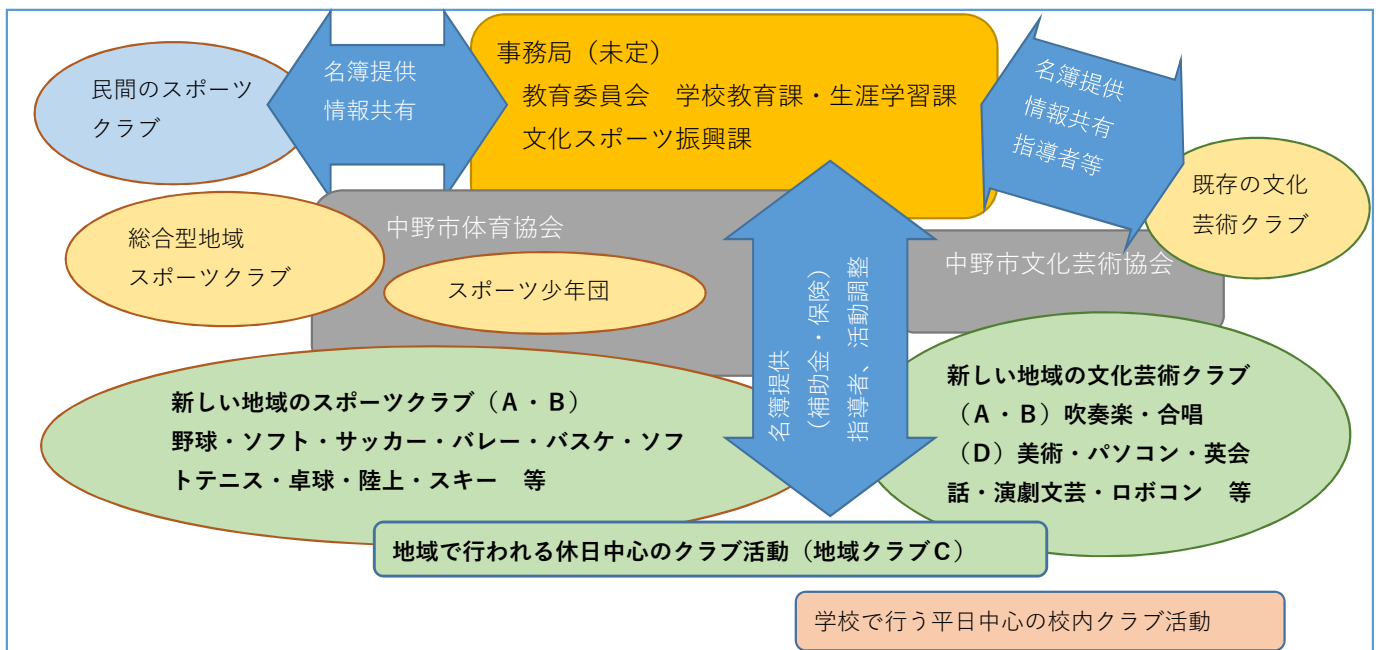 事務局（未定）
教育委員会　学校教育課・生涯学習課
文化スポーツ振興課
名簿提供
情報共有
民間のスポーツ
クラブ
名簿提供
情報共有
指導者等
既存の文化
芸術クラブ
総合型地域
スポーツクラブ
中野市体育協会
スポーツ少年団
中野市文化芸術協会
名簿提供
（補助金・保険）
指導者、活動調整
新しい地域のスポーツクラブ（Ａ・Ｂ）
野球・ソフト・サッカー・バレー・バスケ・ソフ
トテニス・卓球・陸上・スキー　等
新しい地域の文化芸術クラブ
（Ａ・Ｂ）吹奏楽・合唱
（Ｄ）美術・パソコン・英会
話・演劇文芸・ロボコン　等
地域で行われる休日中心のクラブ活動（地域クラブＣ）
学校で行う平日中心の校内クラブ活動